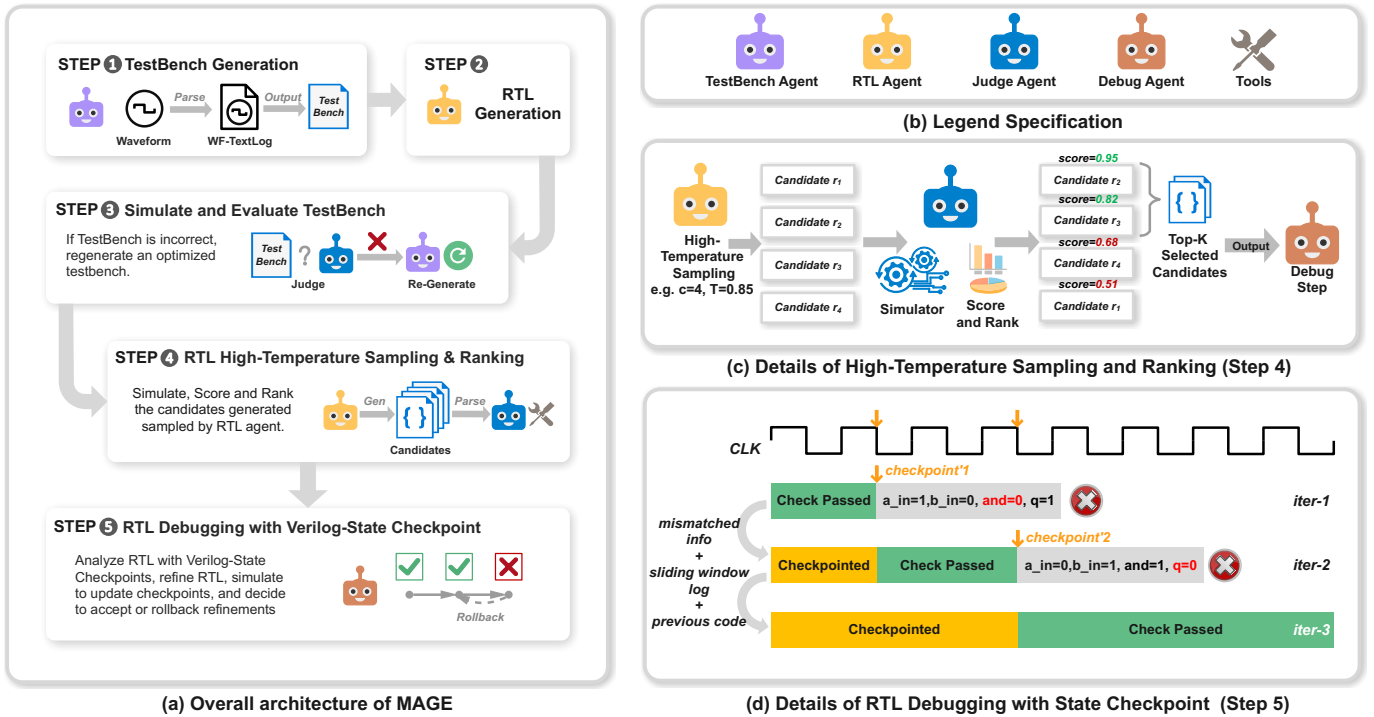 STEP 1 TestBench Generation
Parse
Output
Test
Bench
Waveform
WF-TextLog
STEP 2
RTL
Generation
STEP 3 Simulate and Evaluate TestBench
If TestBench is incorrect,
regenerate an optimized
testbench.
Test
Bench
?
Judge
Re-Generate
STEP 4 RTL High-Temperature Sampling & Ranking
Simulate, Score and Rank
the candidates generated
sampled by RTL agent.
Gen
{ }
Parse
Candidates
STEP 5 RTL Debugging with Verilog-State Checkpoint
Analyze RTL with Verilog-State
Checkpoints, refine RTL, simulate
to update checkpoints, and decide
to accept or rollback refinements
Rollback
(a) Overall architecture of MAGE
TestBench Agent
RTL Agent
Judge Agent
Debug Agent
Tools
(b) Legend Specification
High-
Temperature
Sampling
e.g. c=4, T=0.85
Candidate r1
Candidate r2
Candidate r3
Candidate r4
Simulator
Score
and Rank
score=0.95
Candidate r2
score=0.82
Candidate r3
score=0.68
Candidate r4
score=0.51
Candidate r1
{ }
Top-K
Selected
Candidates
Output
Debug
Step
(c) Details of High-Temperature Sampling and Ranking (Step 4)
CLK
checkpoint'1
Check Passed
a_in=1,b_in=0, and=0, q=1
iter-1
mismatched
info
+
sliding window
log
+
previous code
checkpoint'2
Checkpointed
Check Passed
a_in=0,b_in=1, and=1, q=0
iter-2
Checkpointed
Check Passed
iter-3
(d) Details of RTL Debugging with State Checkpoint (Step 5)